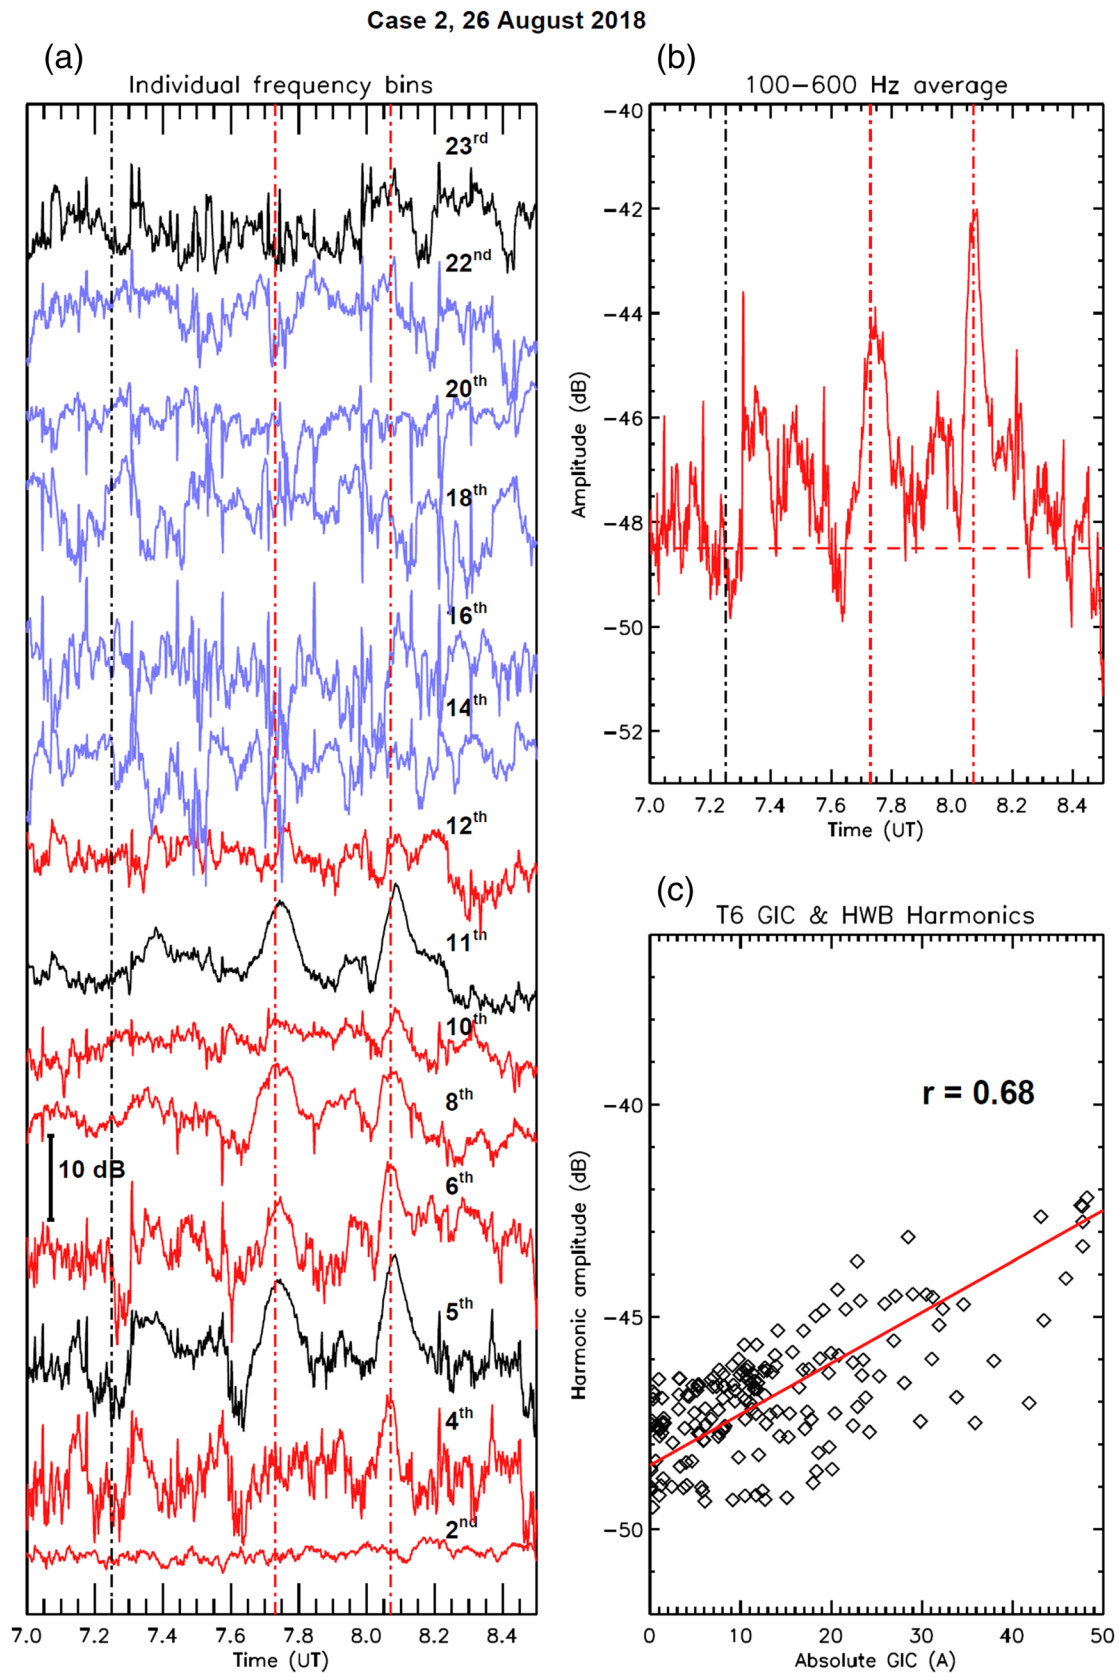 Case 2, 26 August 2018
(a)
Individual frequency bins
23rd
22nd
20th
18th
16th
14th
12th
11th
10th
8th
10 dB
6th
5th
4th
2nd
7.0 7.2 7.4 7.6 7.8 8.0 8.2 8.4
Time (UT)
(b)
100–600 Hz average
−40
−42
−44
−46
−48
−50
−52
Amplitude (dB)
7.0 7.2 7.4 7.6 7.8 8.0 8.2 8.4
Time (UT)
(c)
T6 GIC & HWB Harmonics
r = 0.68
−40
−45
−50
Harmonic amplitude (dB)
0 10 20 30 40 50
Absolute GIC (A)